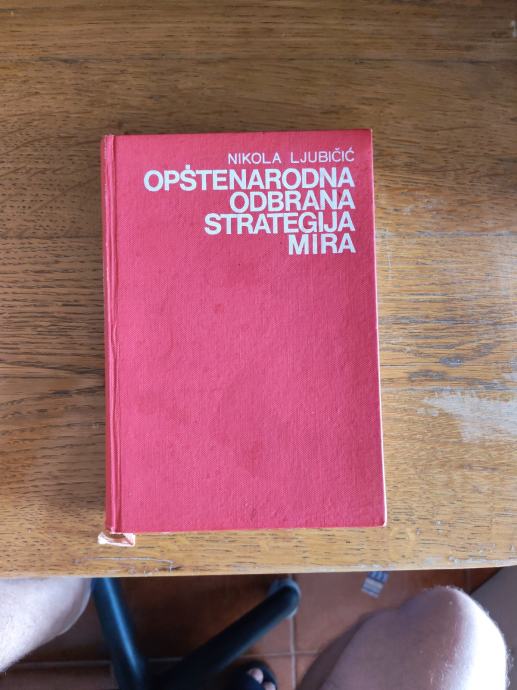 NIKOLA LJUBIČIĆ
OPŠTENARODNA
ODBRANA
STRATEGIJA
MIRA